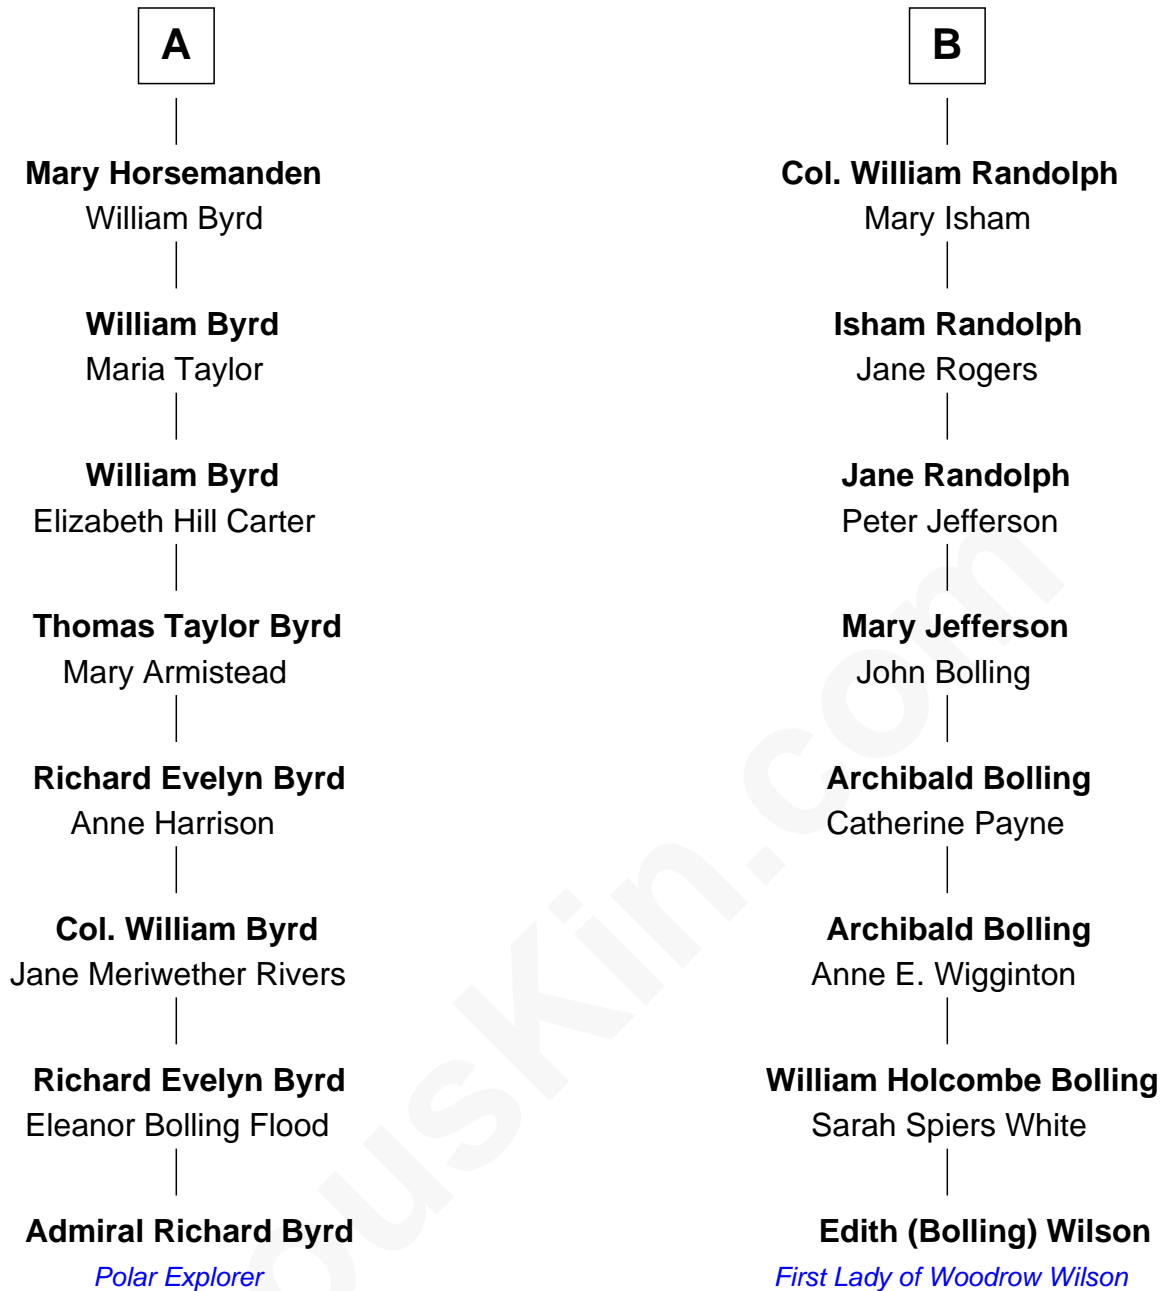 A
Mary Horsemanden
William Byrd
William Byrd
Maria Taylor
William Byrd
Elizabeth Hill Carter
Thomas Taylor Byrd
Mary Armistead
Richard Evelyn Byrd
Anne Harrison
Col. William Byrd
Jane Meriwether Rivers
Richard Evelyn Byrd
Eleanor Bolling Flood
Admiral Richard Byrd
Polar Explorer
B
Col. William Randolph
Mary Isham
Isham Randolph
Jane Rogers
Jane Randolph
Peter Jefferson
Mary Jefferson
John Bolling
Archibald Bolling
Catherine Payne
Archibald Bolling
Anne E. Wigginton
William Holcombe Bolling
Sarah Spiers White
Edith (Bolling) Wilson
First Lady of Woodrow Wilson
ouskin.com